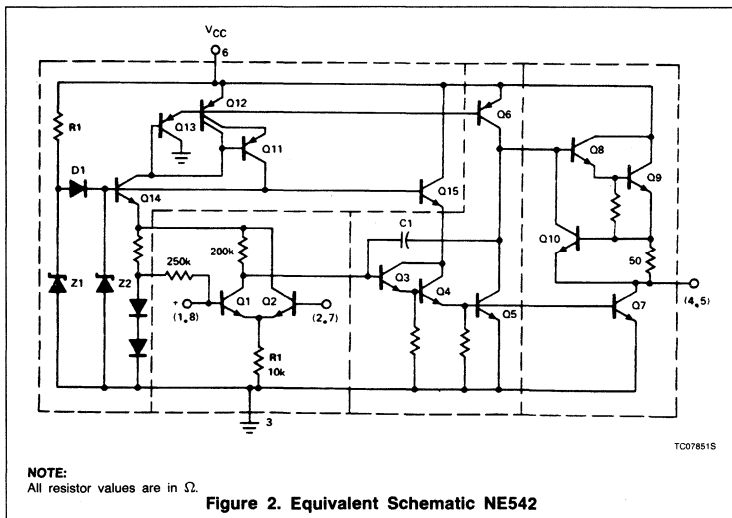 VCC
6
R1
Q12
Q13
Q11
Q6
Q8
Q9
D1
Q14
Q15
Q10
50
200k
C1
250k
Z1
Z2
Q3
Q4
Q1
Q2
+
(1,8)
(2,7)
Q5
Q7
(4,5)
R1
10k
3
TC07851S
NOTE:
All resistor values are in Ω.
Figure 2. Equivalent Schematic NE542